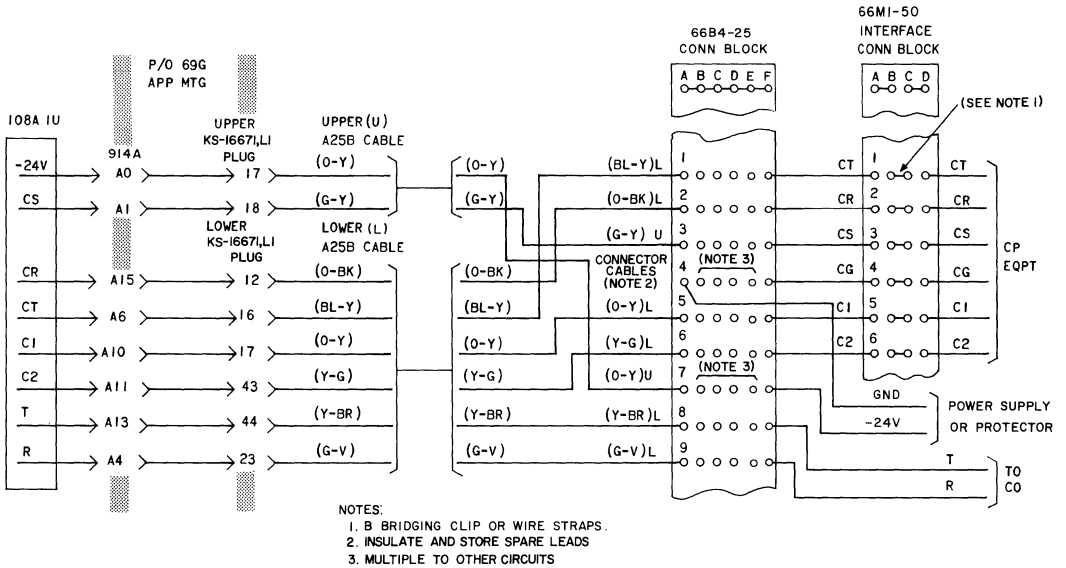 66M1-50
INTERFACE
CONN BLOCK
66B4-25
CONN BLOCK
P/O 69G
APP MTG
A B C D E F
A B C D
(SEE NOTE 1)
108A IU
914A
UPPER
KS-16671,L1
PLUG
UPPER (U)
A25B CABLE
-24V A0 17 (O-Y) (O-Y) (BL-Y)L 1 CT 1 CT
CS A1 18 (G-Y) (G-Y) (O-BK)L 2 CR 2 CR
LOWER
KS-16671,L1
PLUG
LOWER (L)
A25B CABLE
(G-Y) U 3 CS 3 CS
CONNECTOR
CABLES
(NOTE 2)
(NOTE 3)
CP
EQPT
CR A15 12 (O-BK) (O-BK) 4 CG 4 CG
CT A6 16 (BL-Y) (BL-Y) (O-Y)L 5 C1 5 C1
C1 A10 17 (O-Y) (O-Y) (Y-G)L 6 C2 6 C2
(NOTE 3)
C2 A11 43 (Y-G) (Y-G) (O-Y)U 7
GND
-24V
POWER SUPPLY
OR PROTECTOR
T A13 44 (Y-BR) (Y-BR) (Y-BR)L 8
R A4 23 (G-V) (G-V) (G-V)L 9
T
R
TO
CO
NOTES:
1. B BRIDGING CLIP OR WIRE STRAPS.
2. INSULATE AND STORE SPARE LEADS
3. MULTIPLE TO OTHER CIRCUITS